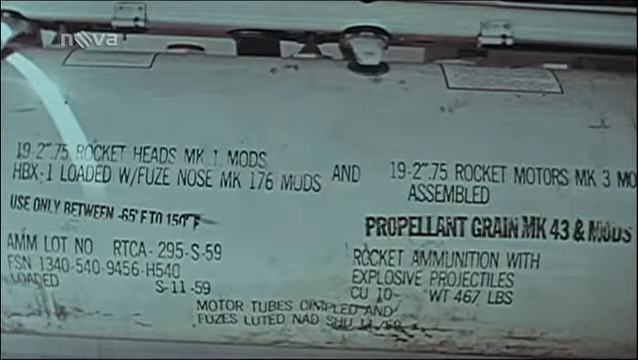 nova
19-2".75 ROCKET HEADS MK 1 MODS
HBX-1 LOADED W/FUZE NOSE MK 176 MODS AND
USE ONLY BETWEEN -65°F TO 150°F
AMM LOT NO RTCA-295-S-59
FSN 1340-540-9456-H540
LOADED S-11-59
19-2".75 ROCKET MOTORS MK 3 MO
ASSEMBLED
PROPELLANT GRAIN MK 43 & MODS
ROCKET AMMUNITION WITH
EXPLOSIVE PROJECTILES
CU 10- WT 467 LBS
MOTOR TUBES DIMPLED AND
FUZES LUTED NAD SHU